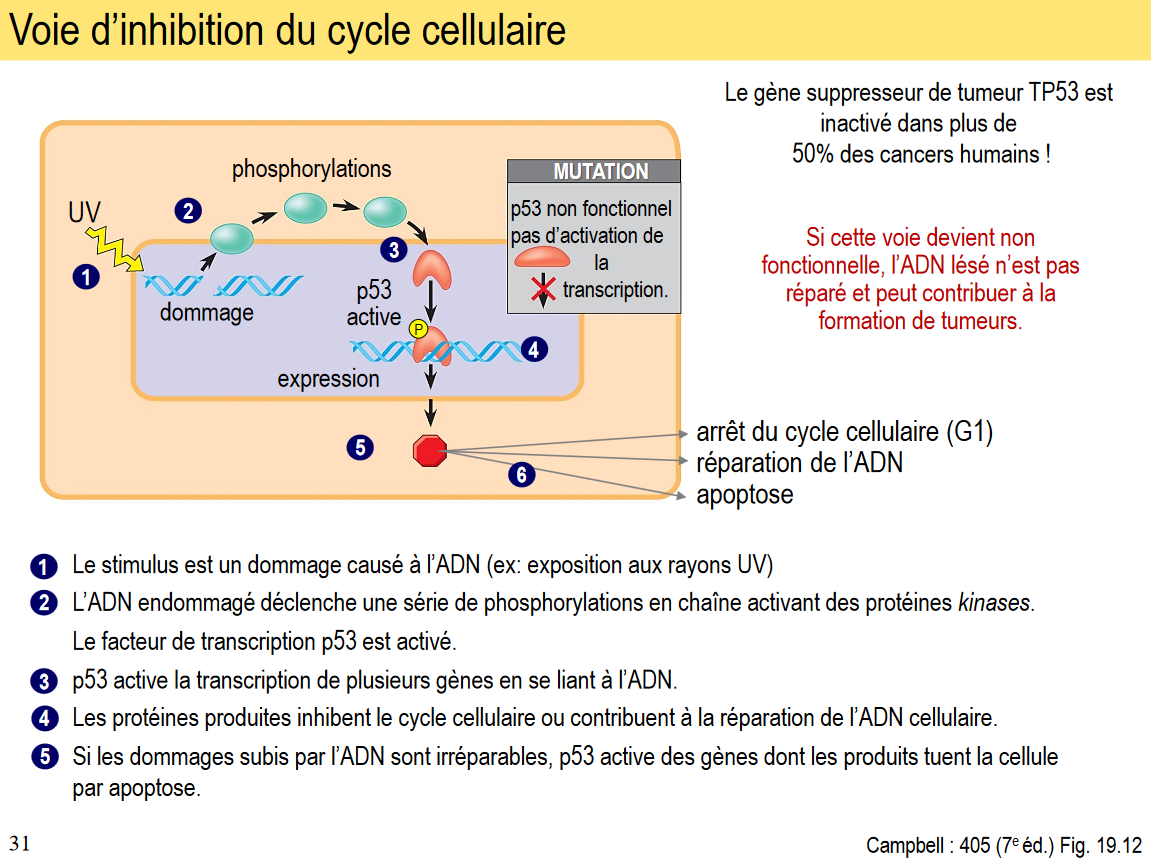 Voie d’inhibition du cycle cellulaire
Le gène suppresseur de tumeur TP53 est
inactivé dans plus de
50% des cancers humains !
Si cette voie devient non
fonctionnelle, l’ADN lésé n’est pas
réparé et peut contribuer à la
formation de tumeurs.
phosphorylations
UV
1
2
3
dommage
p53
active
P
4
expression
MUTATION
p53 non fonctionnel
pas d’activation de
la
transcription.
5
6
arrêt du cycle cellulaire (G1)
réparation de l’ADN
apoptose
1 Le stimulus est un dommage causé à l’ADN (ex: exposition aux rayons UV)
2 L’ADN endommagé déclenche une série de phosphorylations en chaîne activant des protéines kinases.
Le facteur de transcription p53 est activé.
3 p53 active la transcription de plusieurs gènes en se liant à l’ADN.
4 Les protéines produites inhibent le cycle cellulaire ou contribuent à la réparation de l’ADN cellulaire.
5 Si les dommages subis par l’ADN sont irréparables, p53 active des gènes dont les produits tuent la cellule
par apoptose.
31
Campbell : 405 (7e éd.) Fig. 19.12